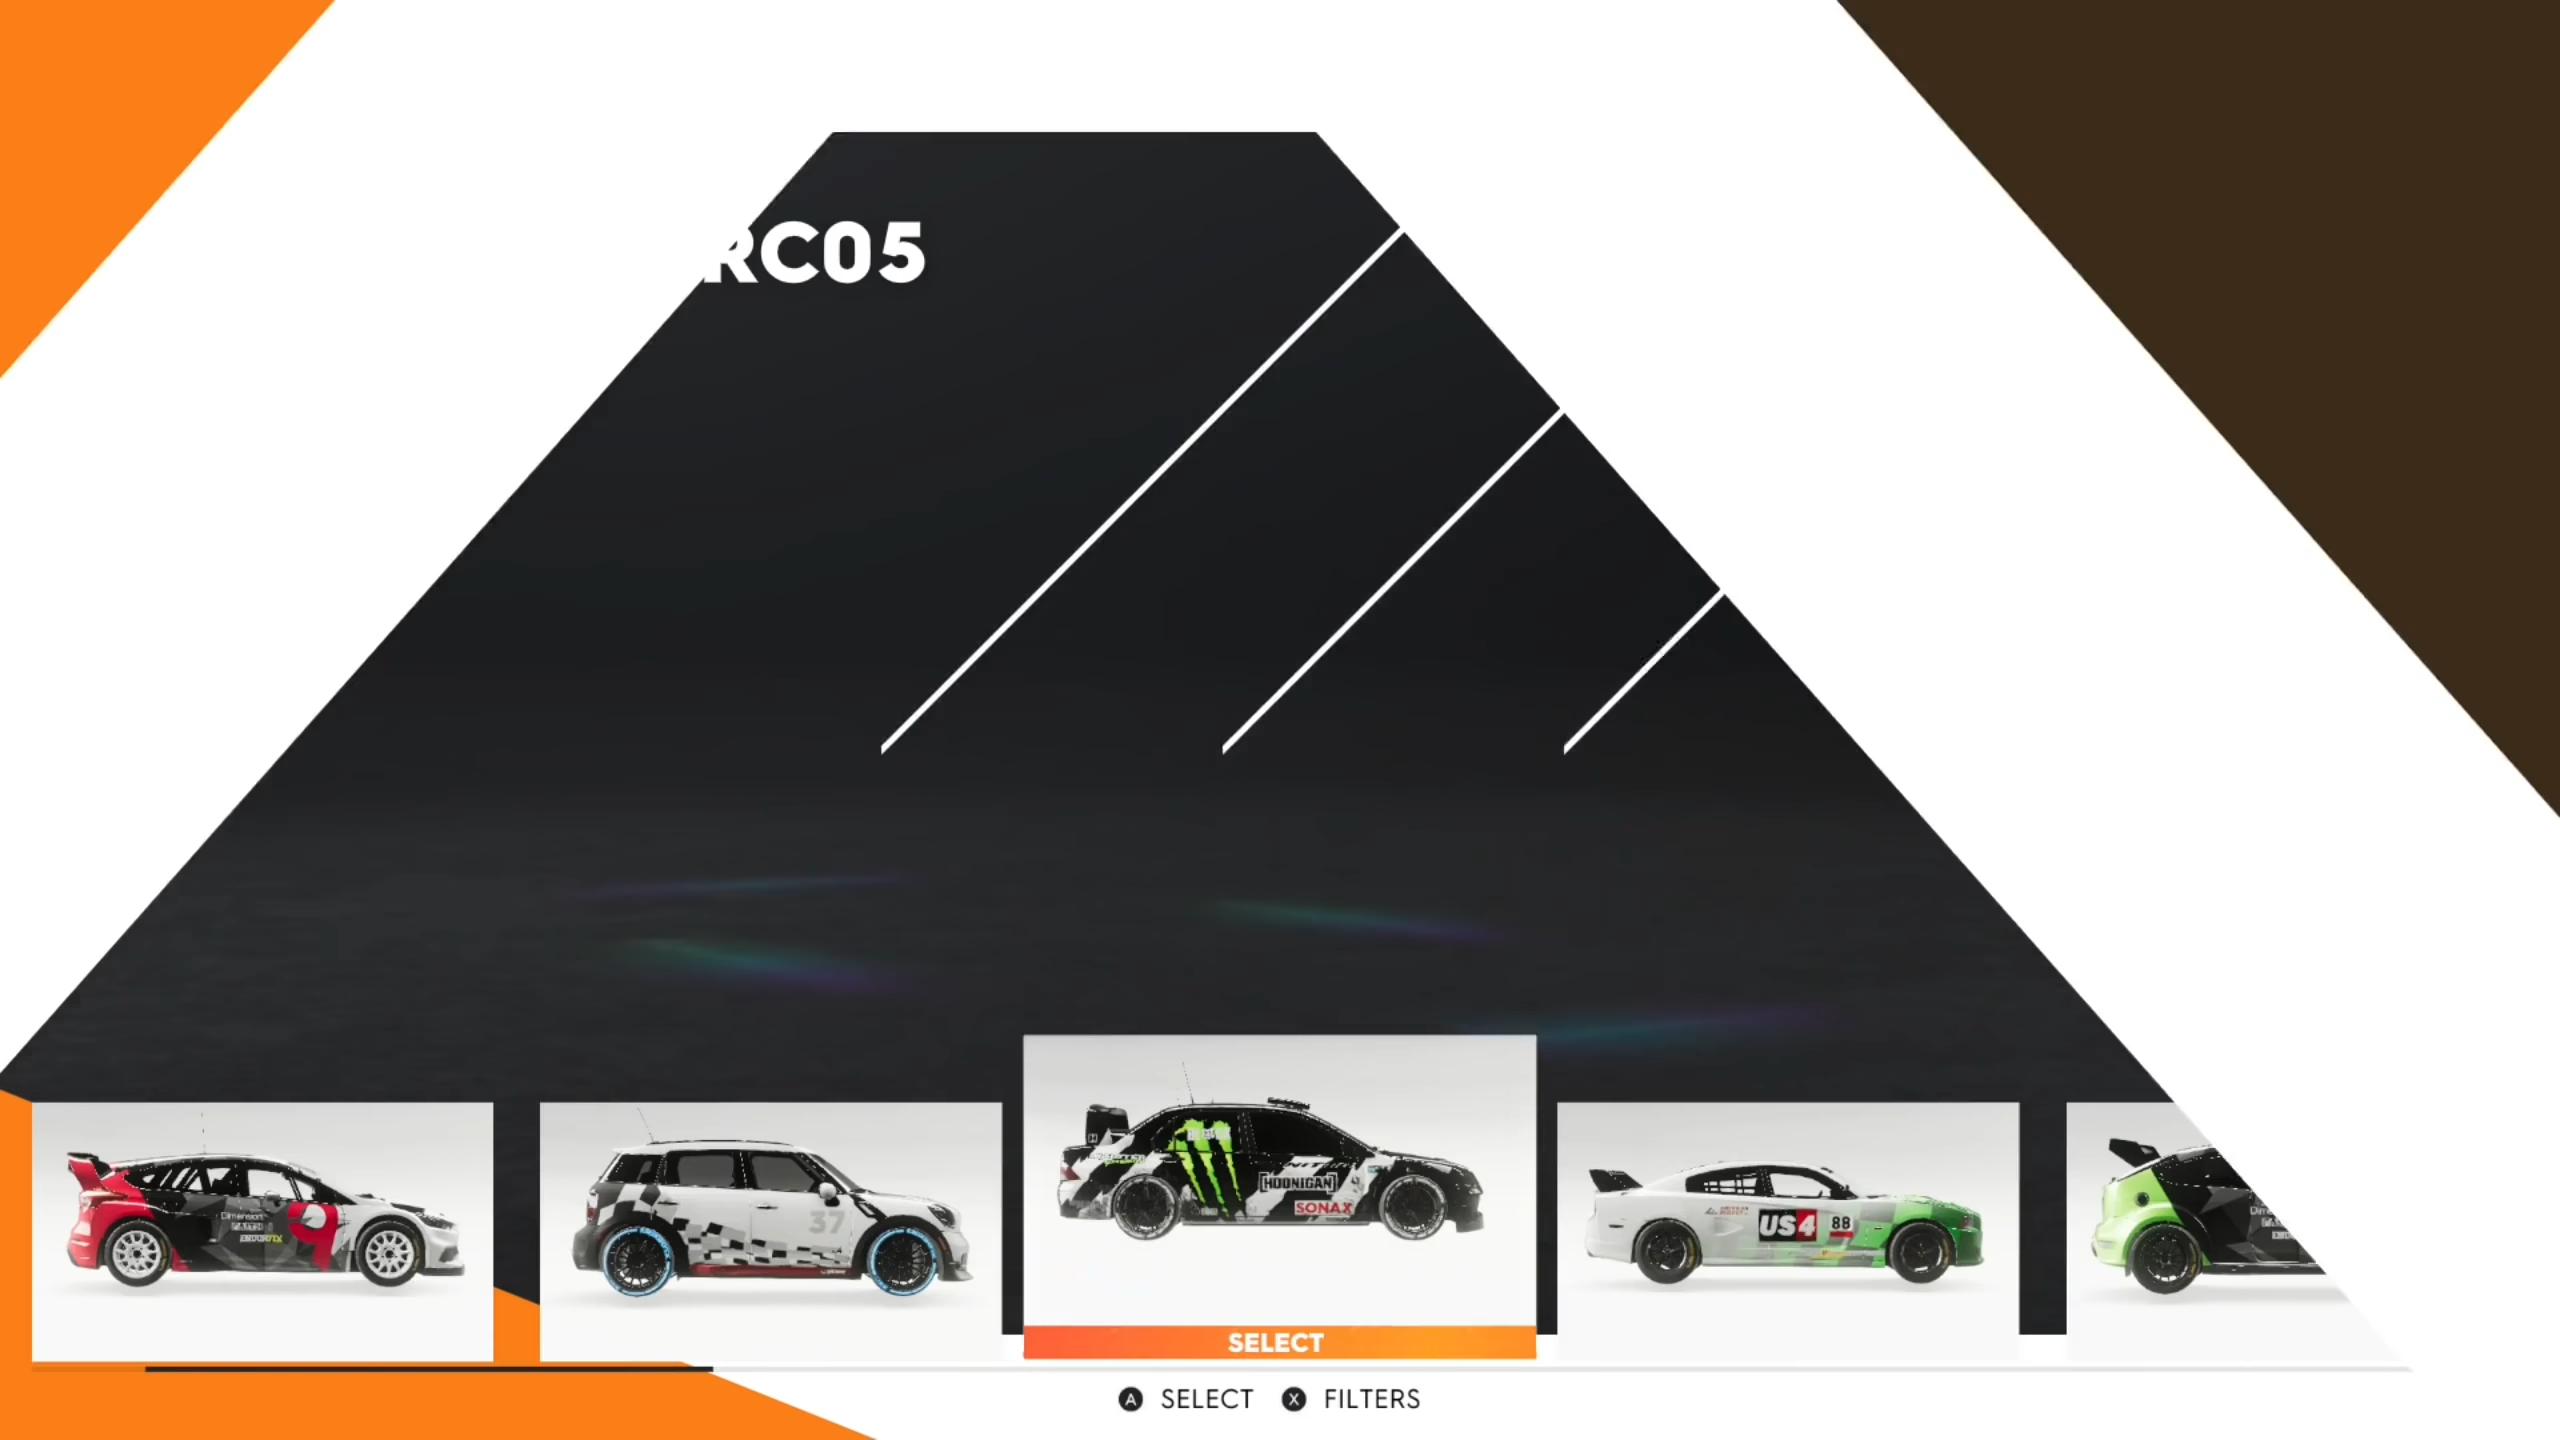 RC05
Dimension
37
HOONIGAN
SONAX
US4
88
SELECT
A SELECT X FILTERS